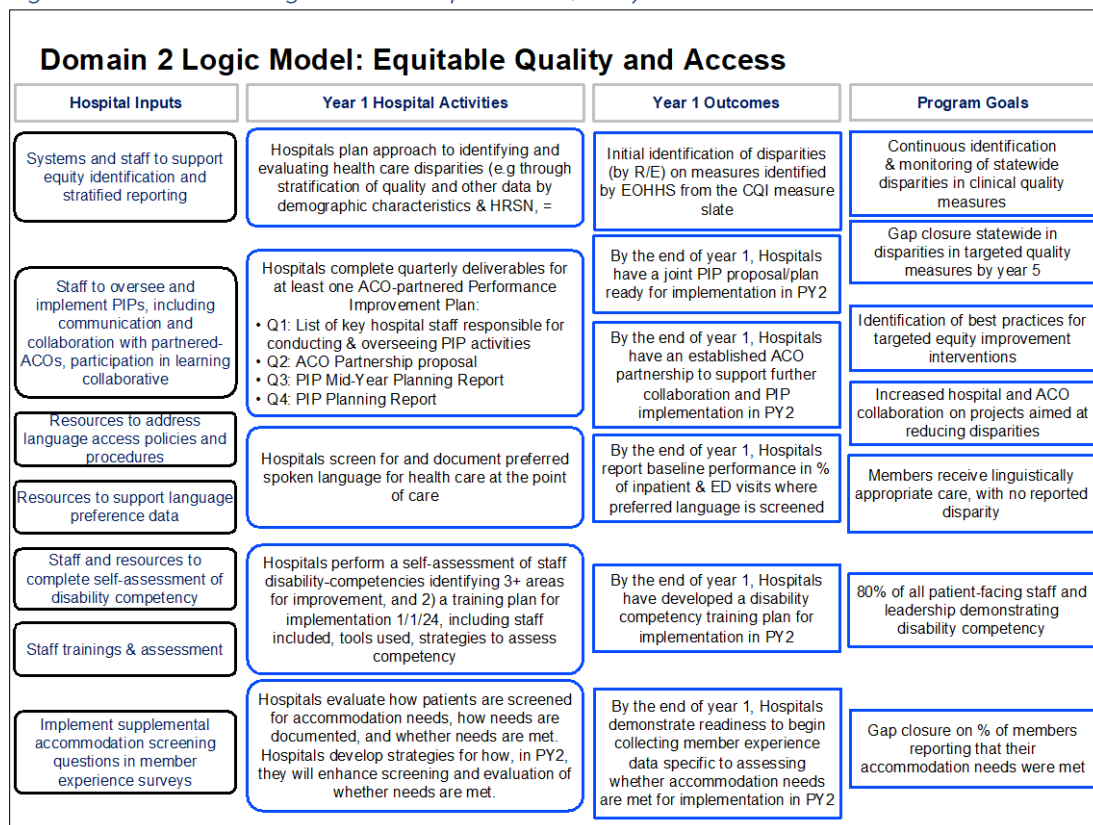 Domain 2 Logic Model: Equitable Quality and Access
Hospital Inputs
Year 1 Hospital Activities
Year 1 Outcomes
Program Goals
Systems and staff to support
equity identification and
stratified reporting
Hospitals plan approach to identifying and
evaluating health care disparities (e.g through
stratification of quality and other data by
demographic characteristics & HRSN, =
Initial identification of disparities
(by R/E) on measures identified
by EOHHS from the CQI measure
slate
Continuous identification
& monitoring of statewide
disparities in clinical quality
measures
Gap closure statewide in
disparities in targeted quality
measures by year 5
Staff to oversee and
implement PIPs, including
communication and
collaboration with partnered-
ACOs, participation in learning
collaborative
Hospitals complete quarterly deliverables for
at least one ACO-partnered Performance
Improvement Plan:
• Q1: List of key hospital staff responsible for
conducting & overseeing PIP activities
• Q2: ACO Partnership proposal
• Q3: PIP Mid-Year Planning Report
• Q4: PIP Planning Report
By the end of year 1, Hospitals
have a joint PIP proposal/plan
ready for implementation in PY2
By the end of year 1, Hospitals
have an established ACO
partnership to support further
collaboration and PIP
implementation in PY2
Identification of best practices for
targeted equity improvement
interventions
Increased hospital and ACO
collaboration on projects aimed at
reducing disparities
Resources to address
language access policies and
procedures
Resources to support language
preference data
Hospitals screen for and document preferred
spoken language for health care at the point
of care
By the end of year 1, Hospitals
report baseline performance in %
of inpatient & ED visits where
preferred language is screened
Members receive linguistically
appropriate care, with no reported
disparity
Staff and resources to
complete self-assessment of
disability competency
Staff trainings & assessment
Hospitals perform a self-assessment of staff
disability-competencies identifying 3+ areas
for improvement, and 2) a training plan for
implementation 1/1/24, including staff
included, tools used, strategies to assess
competency
By the end of year 1, Hospitals
have developed a disability
competency training plan for
implementation in PY2
80% of all patient-facing staff and
leadership demonstrating
disability competency
Implement supplemental
accommodation screening
questions in member
experience surveys
Hospitals evaluate how patients are screened
for accommodation needs, how needs are
documented, and whether needs are met.
Hospitals develop strategies for how, in PY2,
they will enhance screening and evaluation of
whether needs are met.
By the end of year 1, Hospitals
demonstrate readiness to begin
collecting member experience
data specific to assessing
whether accommodation needs
are met for implementation in PY2
Gap closure on % of members
reporting that their
accommodation needs were met